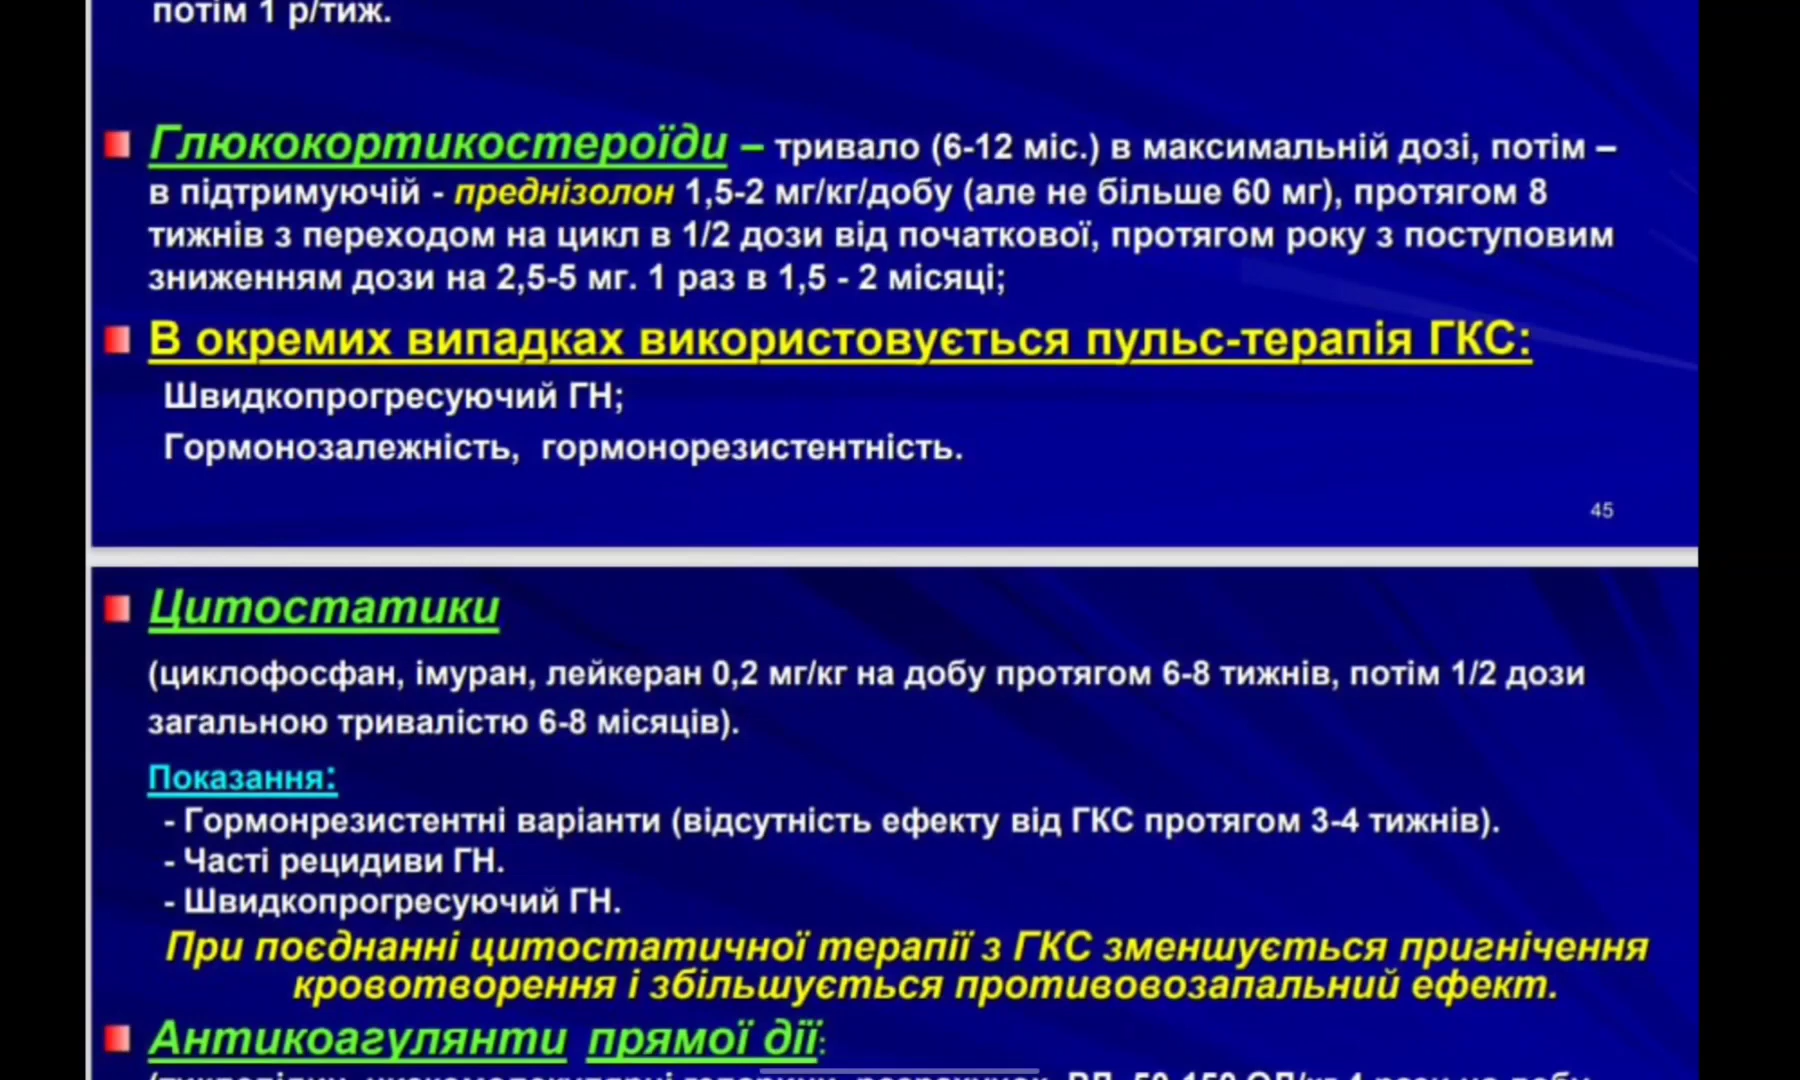 потім 1 р/тиж.
Глюкокортикостероїди – тривало (6-12 міс.) в максимальній дозі, потім –
в підтримуючій - преднізолон 1,5-2 мг/кг/добу (але не більше 60 мг), протягом 8
тижнів з переходом на цикл в 1/2 дози від початкової, протягом року з поступовим
зниженням дози на 2,5-5 мг. 1 раз в 1,5 - 2 місяці;
В окремих випадках використовується пульс-терапія ГКС:
Швидкопрогресуючий ГН;
Гормонозалежність, гормонорезистентність.
45
Цитостатики
(циклофосфан, імуран, лейкеран 0,2 мг/кг на добу протягом 6-8 тижнів, потім 1/2 дози
загальною тривалістю 6-8 місяців).
Показання:
- Гормонрезистентні варіанти (відсутність ефекту від ГКС протягом 3-4 тижнів).
- Часті рецидиви ГН.
- Швидкопрогресуючий ГН.
При поєднанні цитостатичної терапії з ГКС зменшується пригнічення
кровотворення і збільшується противовозапальний ефект.
Антикоагулянти прямої дії: